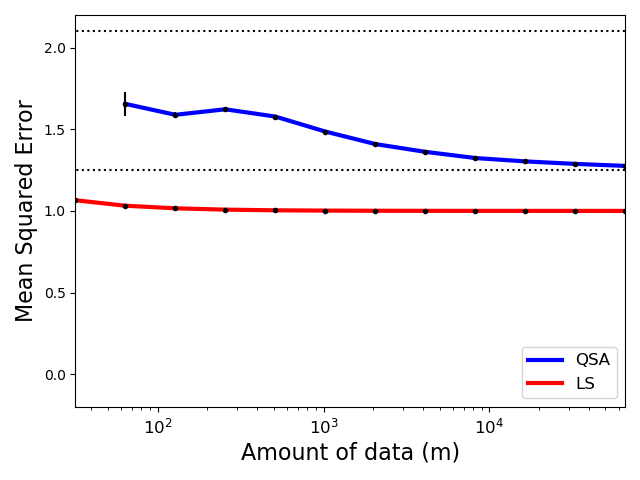 Mean Squared Error
2.0
1.5
1.0
0.5
0.0
QSA
LS
10²
10³
10⁴
Amount of data (m)